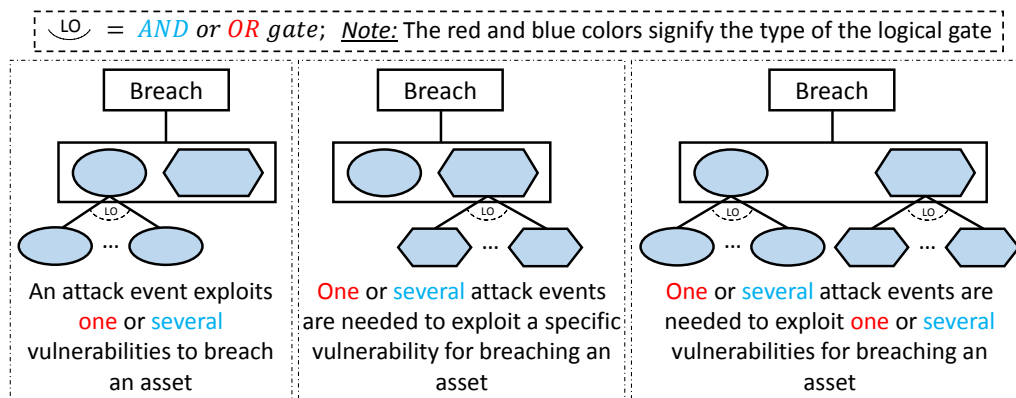 LO = AND or OR gate; Note: The red and blue colors signify the type of the logical gate
Breach
LO
...
An attack event exploits
one or several
vulnerabilities to breach
an asset
Breach
LO
...
One or several attack events
are needed to exploit a specific
vulnerability for breaching an
asset
Breach
LO
LO
...
...
One or several attack events are
needed to exploit one or several
vulnerabilities for breaching an
asset